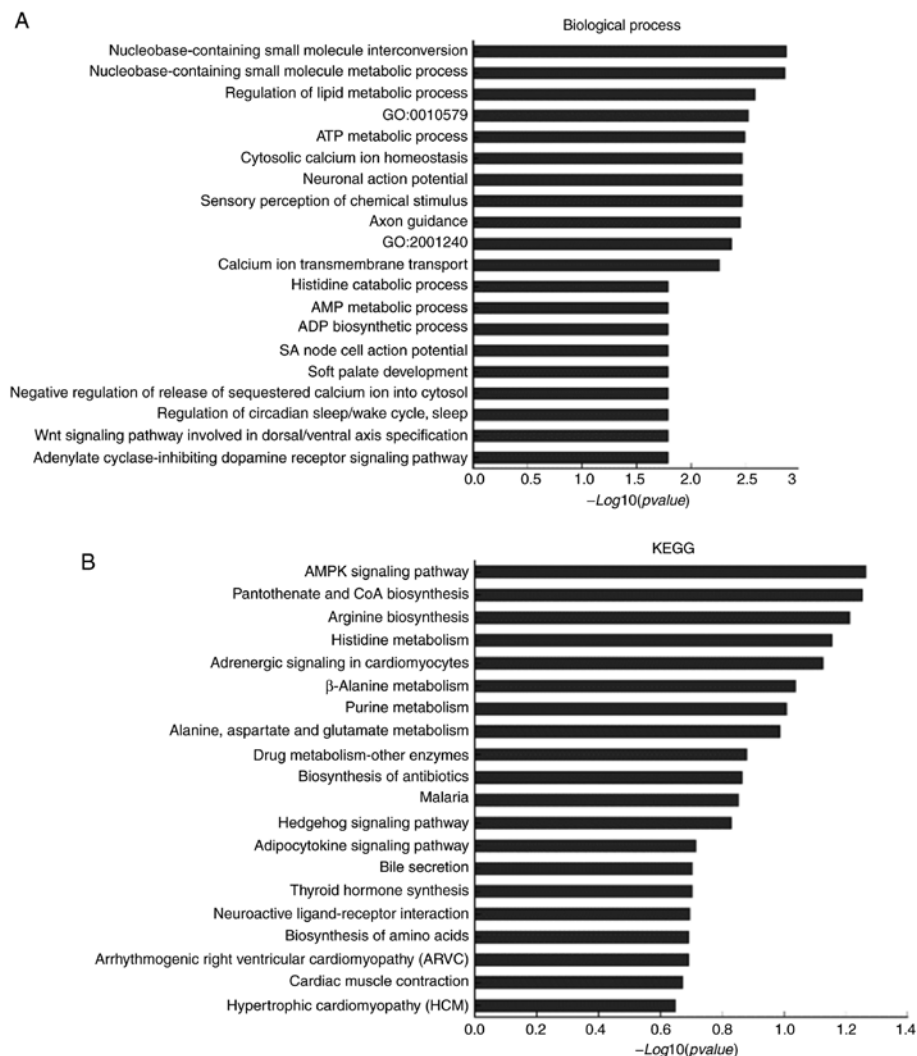 A
Biological process
Nucleobase-containing small molecule interconversion
Nucleobase-containing small molecule metabolic process
Regulation of lipid metabolic process
GO:0010579
ATP metabolic process
Cytosolic calcium ion homeostasis
Neuronal action potential
Sensory perception of chemical stimulus
Axon guidance
GO:2001240
Calcium ion transmembrane transport
Histidine catabolic process
AMP metabolic process
ADP biosynthetic process
SA node cell action potential
Soft palate development
Negative regulation of release of sequestered calcium ion into cytosol
Regulation of circadian sleep/wake cycle, sleep
Wnt signaling pathway involved in dorsal/ventral axis specification
Adenylate cyclase-inhibiting dopamine receptor signaling pathway
0.0 0.5 1.0 1.5 2.0 2.5 3
–Log10(pvalue)
B
KEGG
AMPK signaling pathway
Pantothenate and CoA biosynthesis
Arginine biosynthesis
Histidine metabolism
Adrenergic signaling in cardiomyocytes
β-Alanine metabolism
Purine metabolism
Alanine, aspartate and glutamate metabolism
Drug metabolism-other enzymes
Biosynthesis of antibiotics
Malaria
Hedgehog signaling pathway
Adipocytokine signaling pathway
Bile secretion
Thyroid hormone synthesis
Neuroactive ligand-receptor interaction
Biosynthesis of amino acids
Arrhythmogenic right ventricular cardiomyopathy (ARVC)
Cardiac muscle contraction
Hypertrophic cardiomyopathy (HCM)
0.0 0.2 0.4 0.6 0.8 1.0 1.2 1.4
–Log10(pvalue)